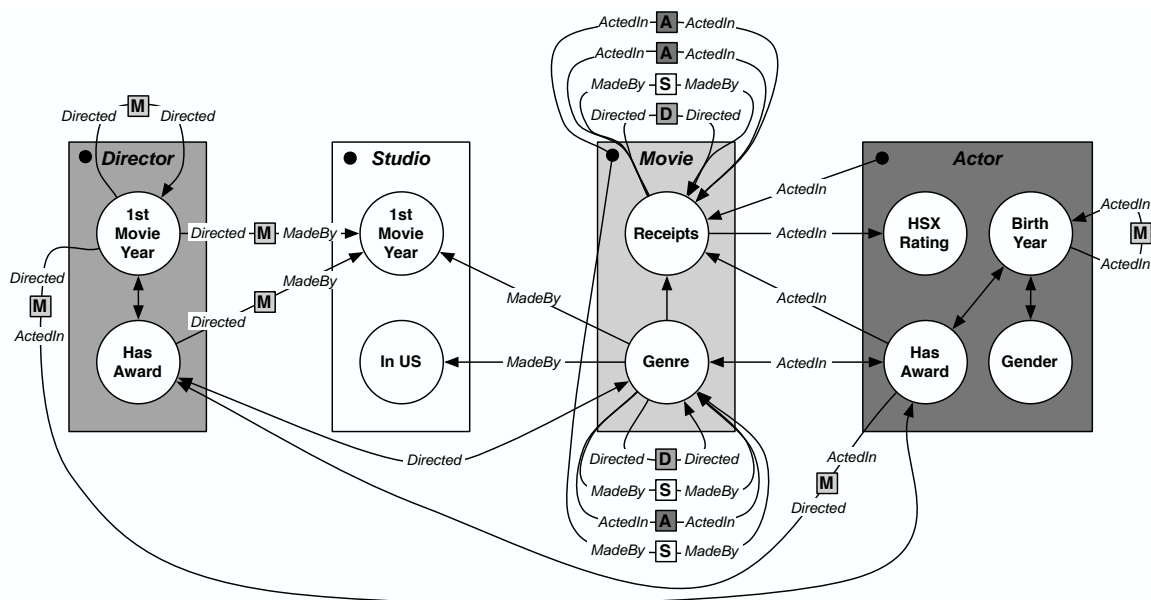 ActedIn A ActedIn
ActedIn A ActedIn
MadeBy S MadeBy
Directed D Directed
M
Directed Directed
Director
Studio
Movie
Actor
1st
Movie
Year
Directed M MadeBy
1st
Movie
Year
Receipts
ActedIn
ActedIn
HSX
Rating
Birth
Year
ActedIn
M
ActedIn
Directed
M
ActedIn
MadeBy
M
Directed
MadeBy
ActedIn
Has
Award
In US
MadeBy
Genre
ActedIn
Has
Award
Gender
Directed
Directed D Directed
MadeBy S MadeBy
ActedIn A ActedIn
MadeBy S MadeBy
ActedIn
M
Directed